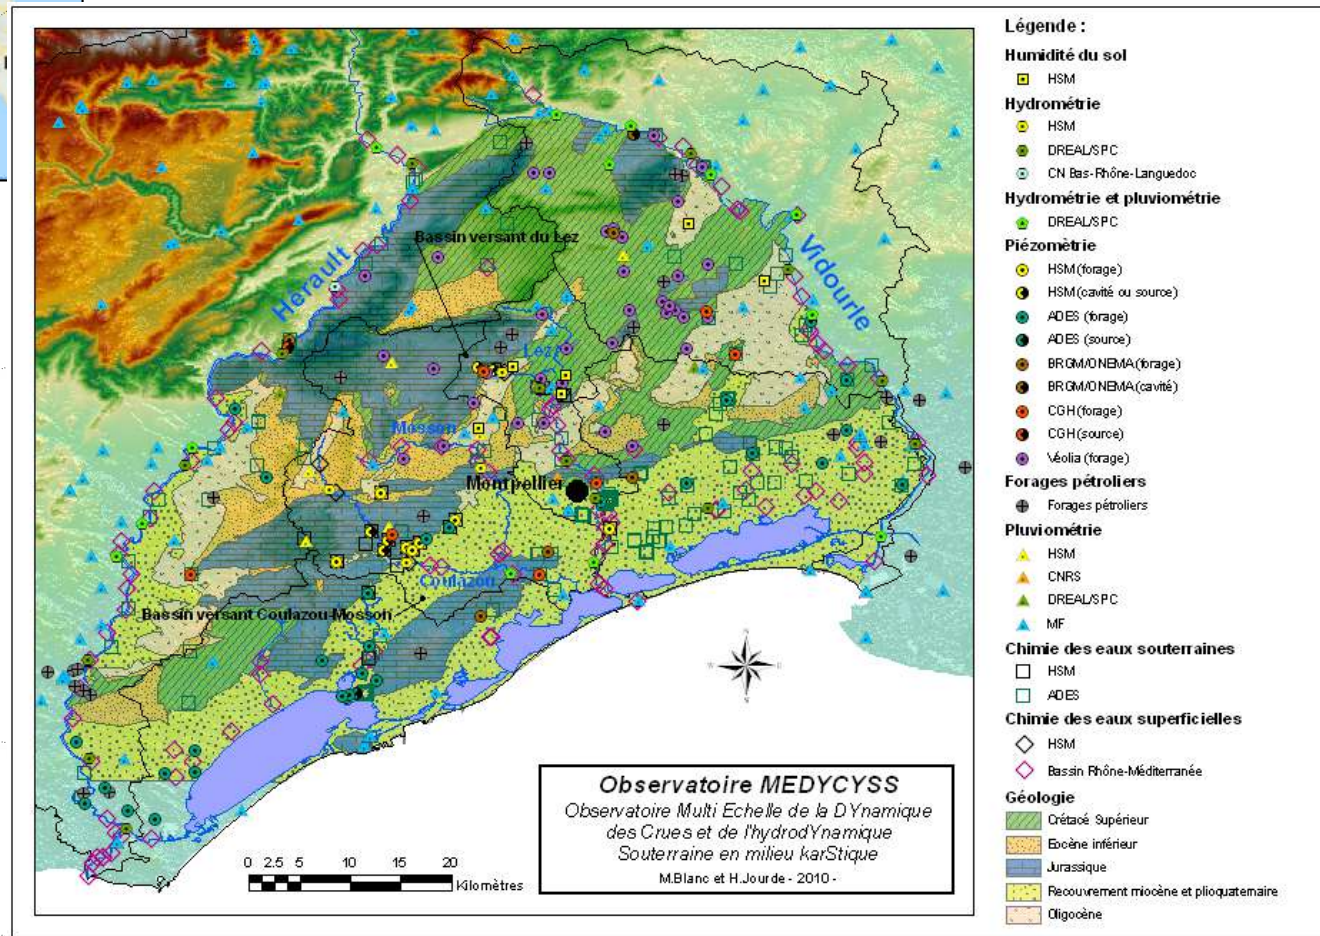 Légende :
Humidité du sol
HSM
Hydrométrie
HSM
DREAL/SPC
CN Bas-Rhône-Languedoc
Hydrométrie et pluviométrie
DREAL/SPC
Piézomètrie
HSM (forage)
HSM (cavité ou source)
ADES (forage)
ADES (source)
BRGM/ONEMA (forage)
BRGM/ONEMA (cavité)
CGH (forage)
CGH (source)
Véolia (forage)
Forages pétroliers
Forages pétroliers
Pluviométrie
HSM
CNRS
DREAL/SPC
MF
Chimie des eaux souterraines
HSM
ADES
Chimie des eaux superficielles
HSM
Bassin Rhône-Méditerranée
Géologie
Crétacé Supérieur
Eocène inférieur
Jurassique
Recouvrement miocène et plioquaternaire
Oligocène
Bassin versant du Lez
Hérault
Vidourle
Lez
Mosson
Montpellier
Coulazou
Bassin versant Coulazou-Mosson
Observatoire MEDYCYSS
Observatoire Multi Echelle de la DYnamique
des Crues et de l'hydrodYnamique
Souterraine en milieu karStique
M.Blanc et H.Jourde - 2010 -
0 2.5 5 10 15 20
Kilomètres